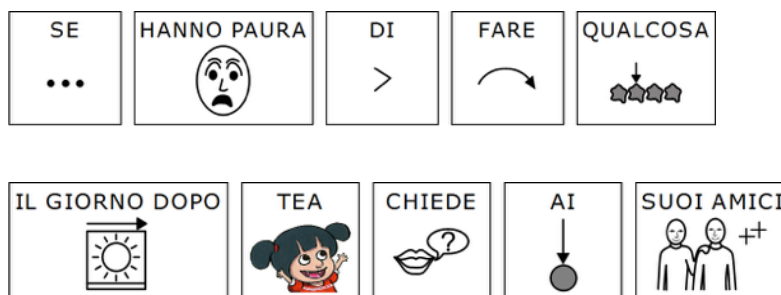 SE HANNO PAURA DI FARE QUALCOSA
IL GIORNO DOPO TEA CHIEDE AI SUOI AMICI